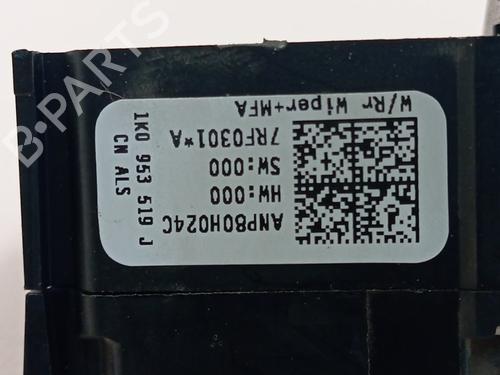 ANP80H024C
HW:000
SW:000
7RF0301*A
W/Rr Wiper+MFA
1K0 953 519 J
CN ALS
B-Parts